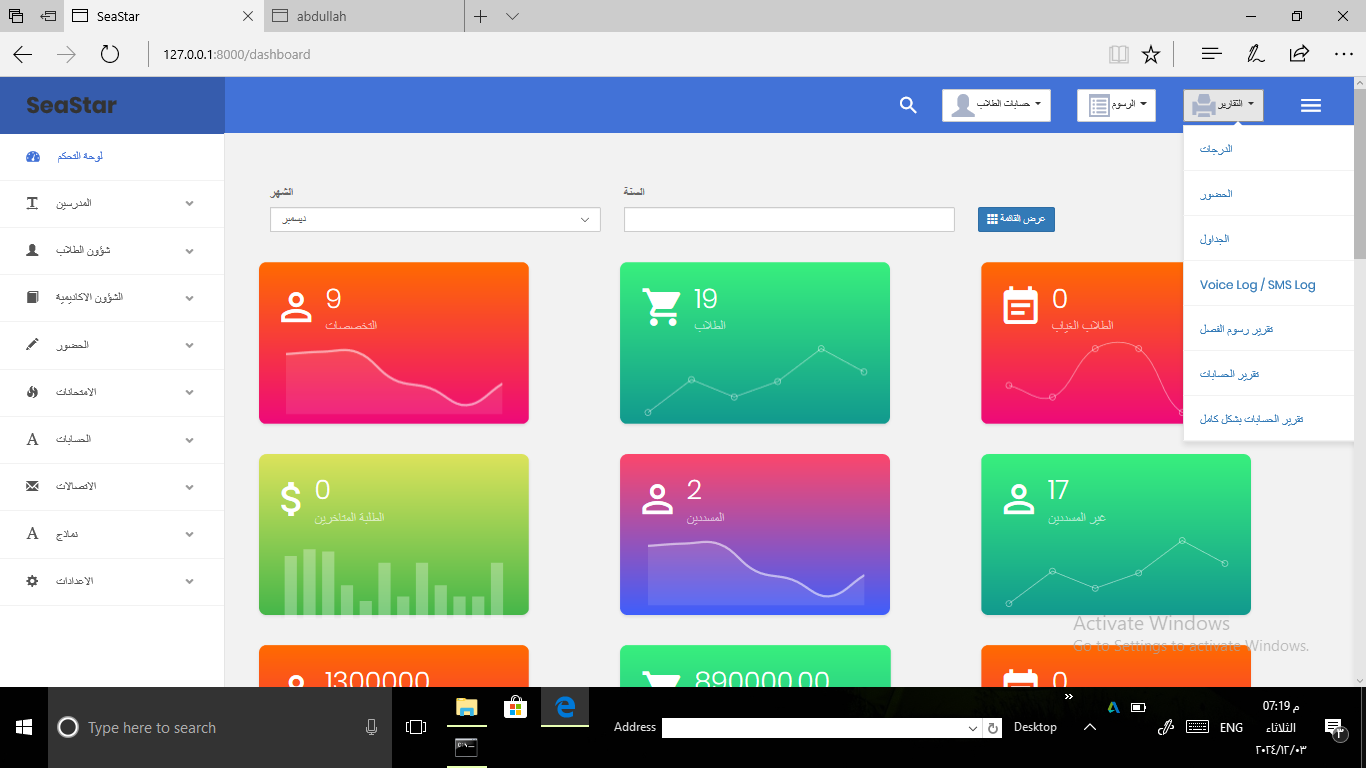 SeaStar
abdullah
127.0.0.1:8000/dashboard
SeaStar
حسابات الطلاب
الرسوم
التقارير
لوحة التحكم
المدرسين
شؤون الطلاب
الشؤون الاكاديمية
الحضور
الامتحانات
الحسابات
الاتصالات
نماذج
الاعدادات
الشهر
السنة
ديسمبر
عرض القائمة
الدرجات
الحضور
الجداول
Voice Log / SMS Log
تقرير رسوم الفصل
تقرير الحسابات
تقرير الحسابات بشكل كامل
9
التخصصات
19
الطلاب
0
الطلاب الغياب
0
الطلبة المتاخرين
2
المسددين
17
غير المسددين
1300000
890000.00
0
Activate Windows
Go to Settings to activate Windows.
Type here to search
Address
Desktop
ENG
07:19 م
الثلاثاء
٢٠٢٤/١٢/٠٣
٣